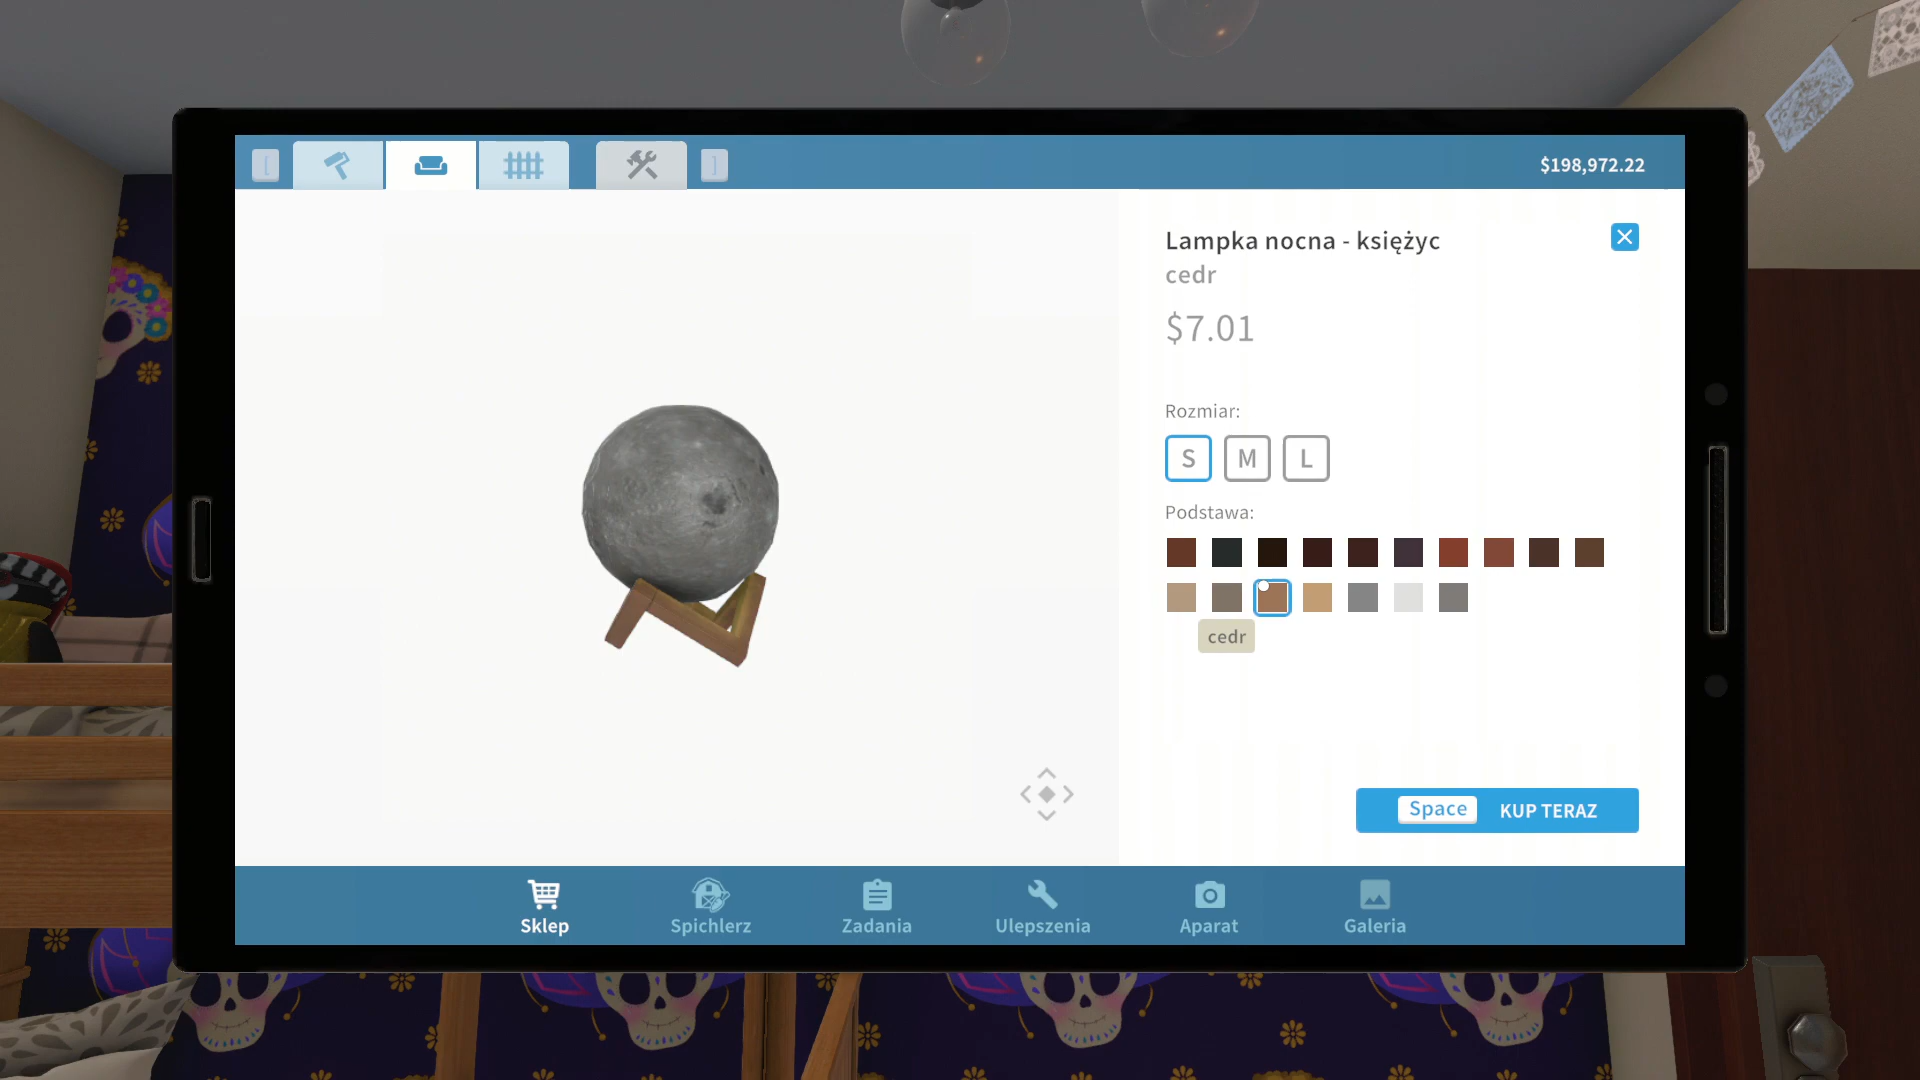 [
]
$198,972.22
Lampka nocna - księżyc
cedr
$7.01
Rozmiar:
S M L
Podstawa:
cedr
Space KUP TERAZ
Sklep Spichlerz Zadania Ulepszenia Aparat Galeria